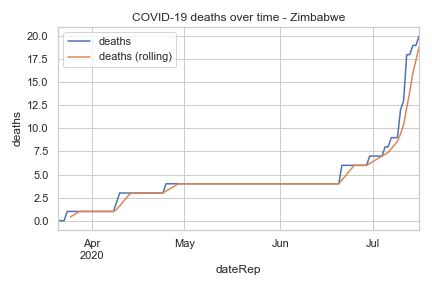 COVID-19 deaths over time - Zimbabwe
deaths
deaths (rolling)
20.0
17.5
15.0
12.5
10.0
7.5
5.0
2.5
0.0
deaths
Apr
2020
May
Jun
Jul
dateRep